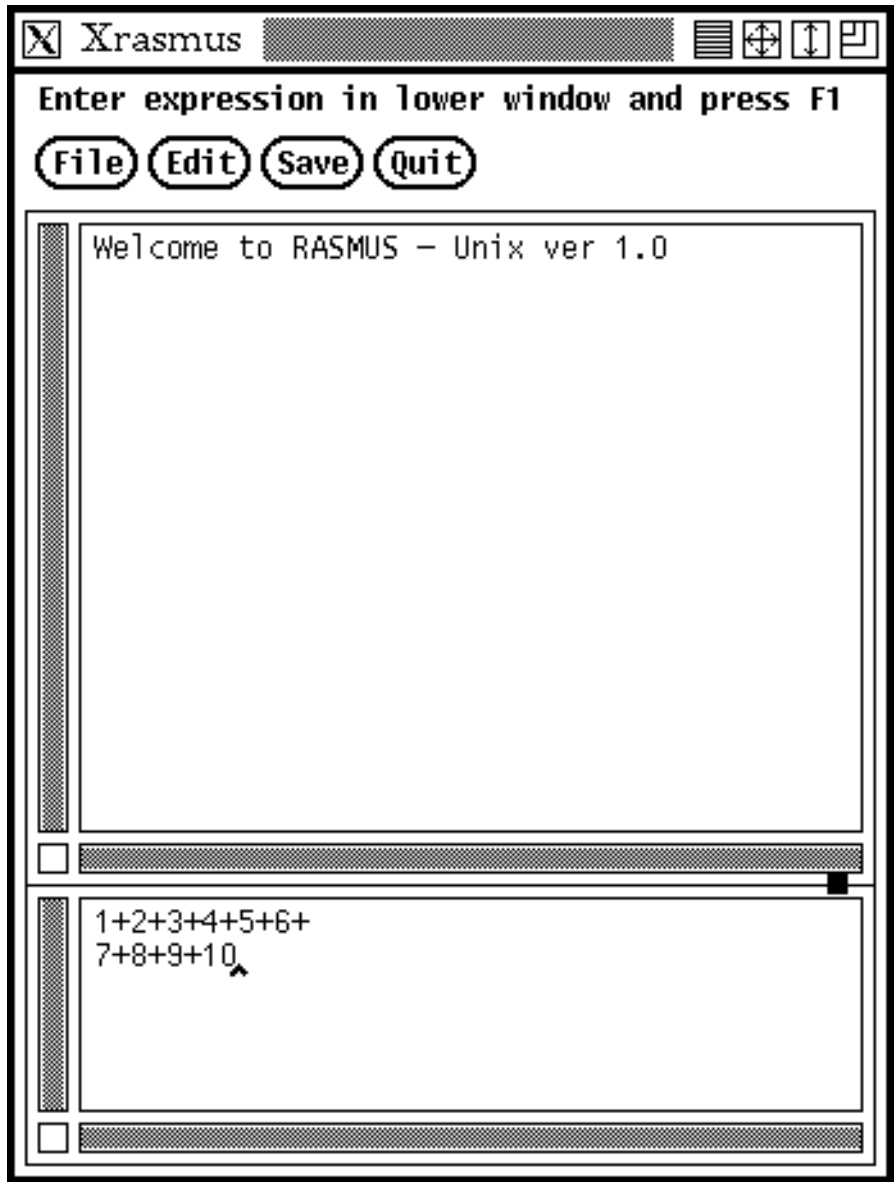 X Xrasmus
Enter expression in lower window and press F1
File Edit Save Quit
Welcome to RASMUS — Unix ver 1.0
1+2+3+4+5+6+
7+8+9+10